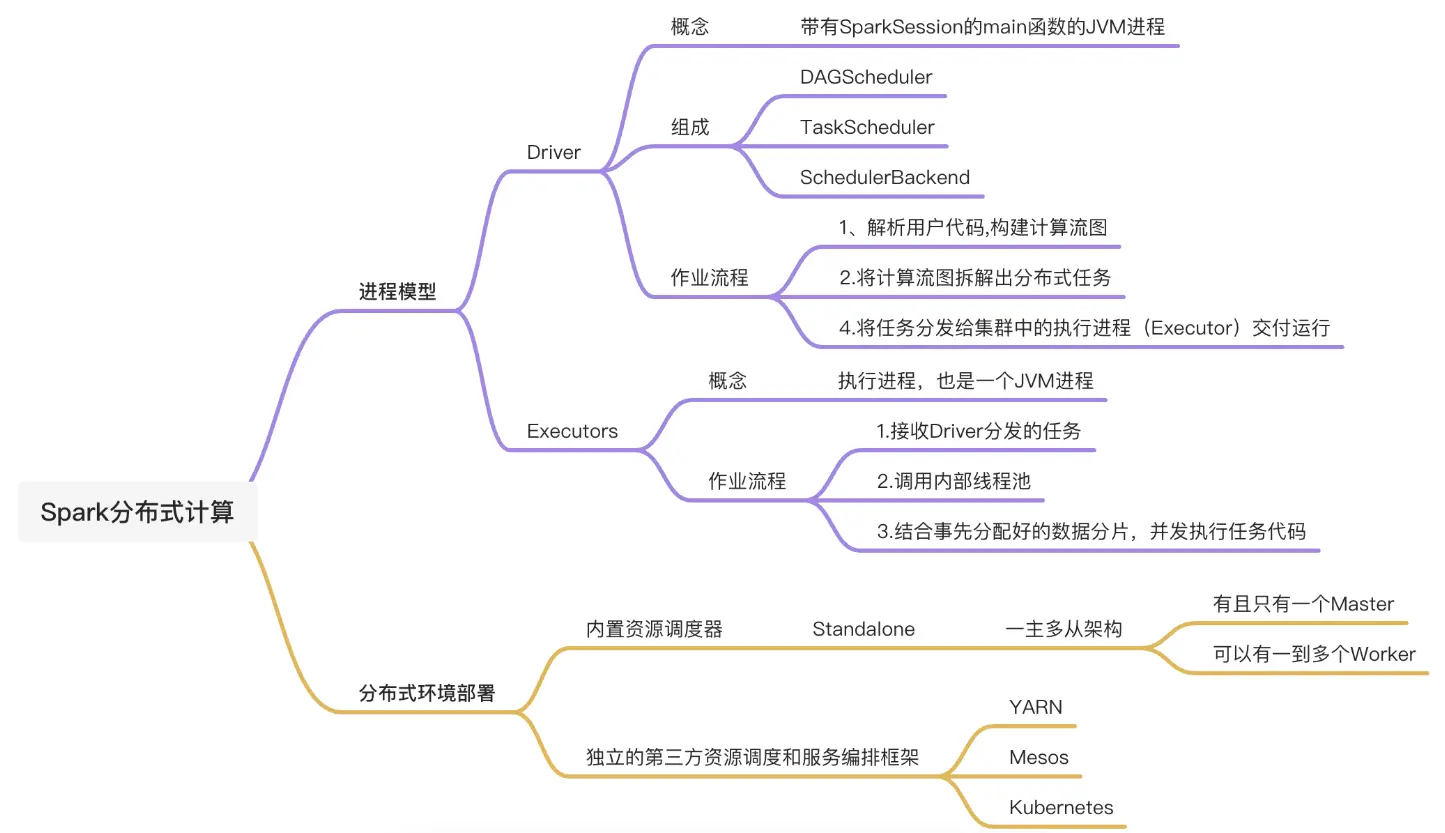 Spark分布式计算
进程模型
Driver
概念
带有SparkSession的main函数的JVM进程
组成
DAGScheduler
TaskScheduler
SchedulerBackend
作业流程
1、解析用户代码,构建计算流图
2.将计算流图拆解出分布式任务
4.将任务分发给集群中的执行进程（Executor）交付运行
Executors
概念
执行进程，也是一个JVM进程
作业流程
1.接收Driver分发的任务
2.调用内部线程池
3.结合事先分配好的数据分片，并发执行任务代码
分布式环境部署
内置资源调度器
Standalone
一主多从架构
有且只有一个Master
可以有一到多个Worker
独立的第三方资源调度和服务编排框架
YARN
Mesos
Kubernetes